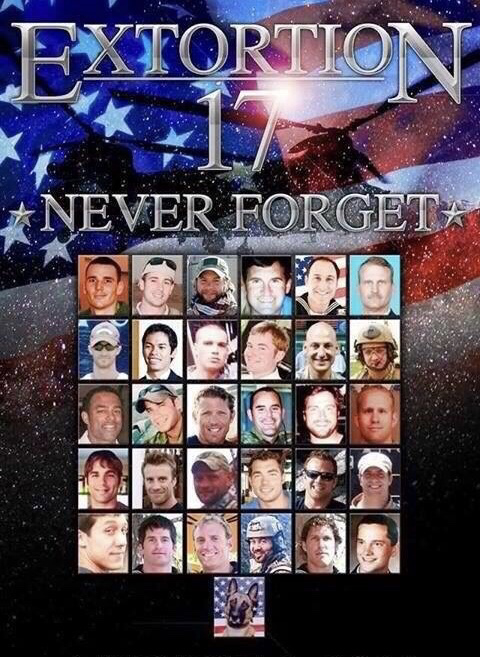 EXTORTION
17
★ NEVER FORGET ★